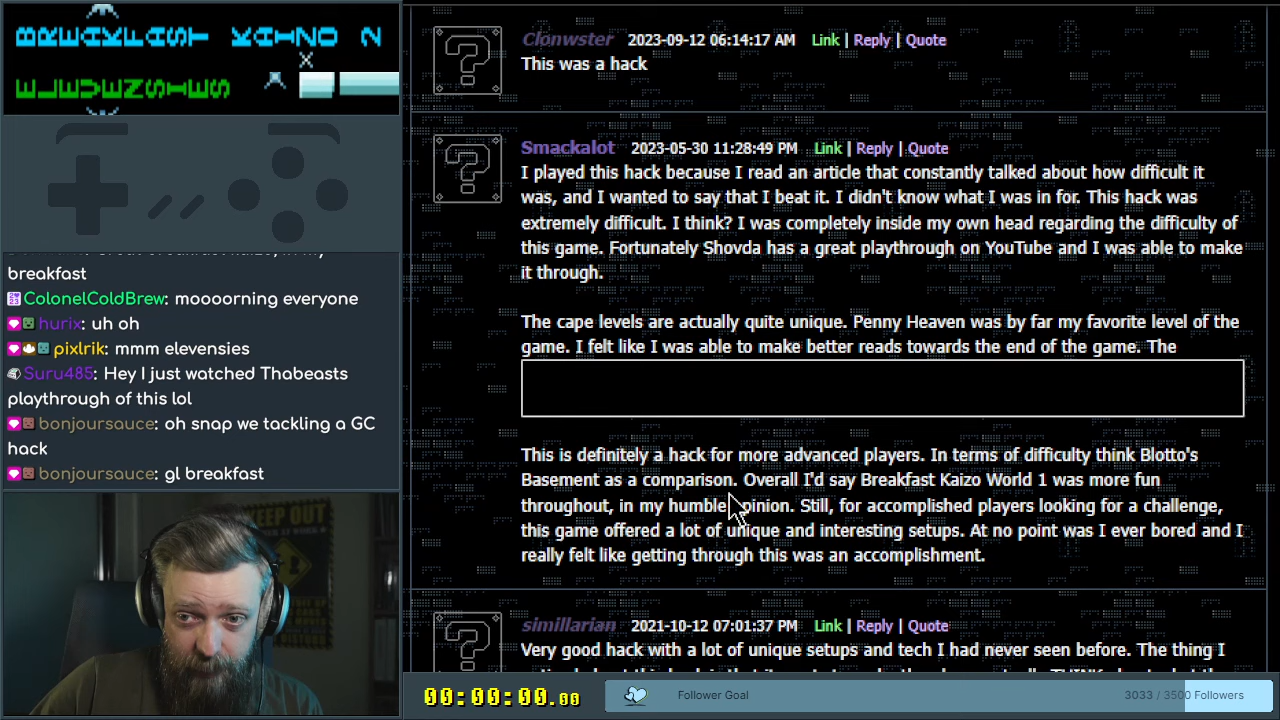 BREAKFAST KAIZO 2
X
ELEVENSIES
breakfast
ColonelColdBrew: moooorning everyone
hurix: uh oh
pixlrik: mmm elevensies
Suru485: Hey I just watched Thabeasts
playthrough of this lol
bonjoursauce: oh snap we tackling a GC
hack
bonjoursauce: gl breakfast
Clonwster 2023-09-12 06:14:17 AM Link | Reply | Quote
This was a hack
Smackalot 2023-05-30 11:28:49 PM Link | Reply | Quote
I played this hack because I read an article that constantly talked about how difficult it
was, and I wanted to say that I beat it. I didn't know what I was in for. This hack was
extremely difficult. I think? I was completely inside my own head regarding the difficulty of
this game. Fortunately Shovda has a great playthrough on YouTube and I was able to make
it through.
The cape levels are actually quite unique. Penny Heaven was by far my favorite level of the
game. I felt like I was able to make better reads towards the end of the game. The
This is definitely a hack for more advanced players. In terms of difficulty think Blotto's
Basement as a comparison. Overall I'd say Breakfast Kaizo World 1 was more fun
throughout, in my humble opinion. Still, for accomplished players looking for a challenge,
this game offered a lot of unique and interesting setups. At no point was I ever bored and I
really felt like getting through this was an accomplishment.
simillarian 2021-10-12 07:01:37 PM Link | Reply | Quote
Very good hack with a lot of unique setups and tech I had never seen before. The thing I
00:00:00.00
Follower Goal
3033 / 3500 Followers